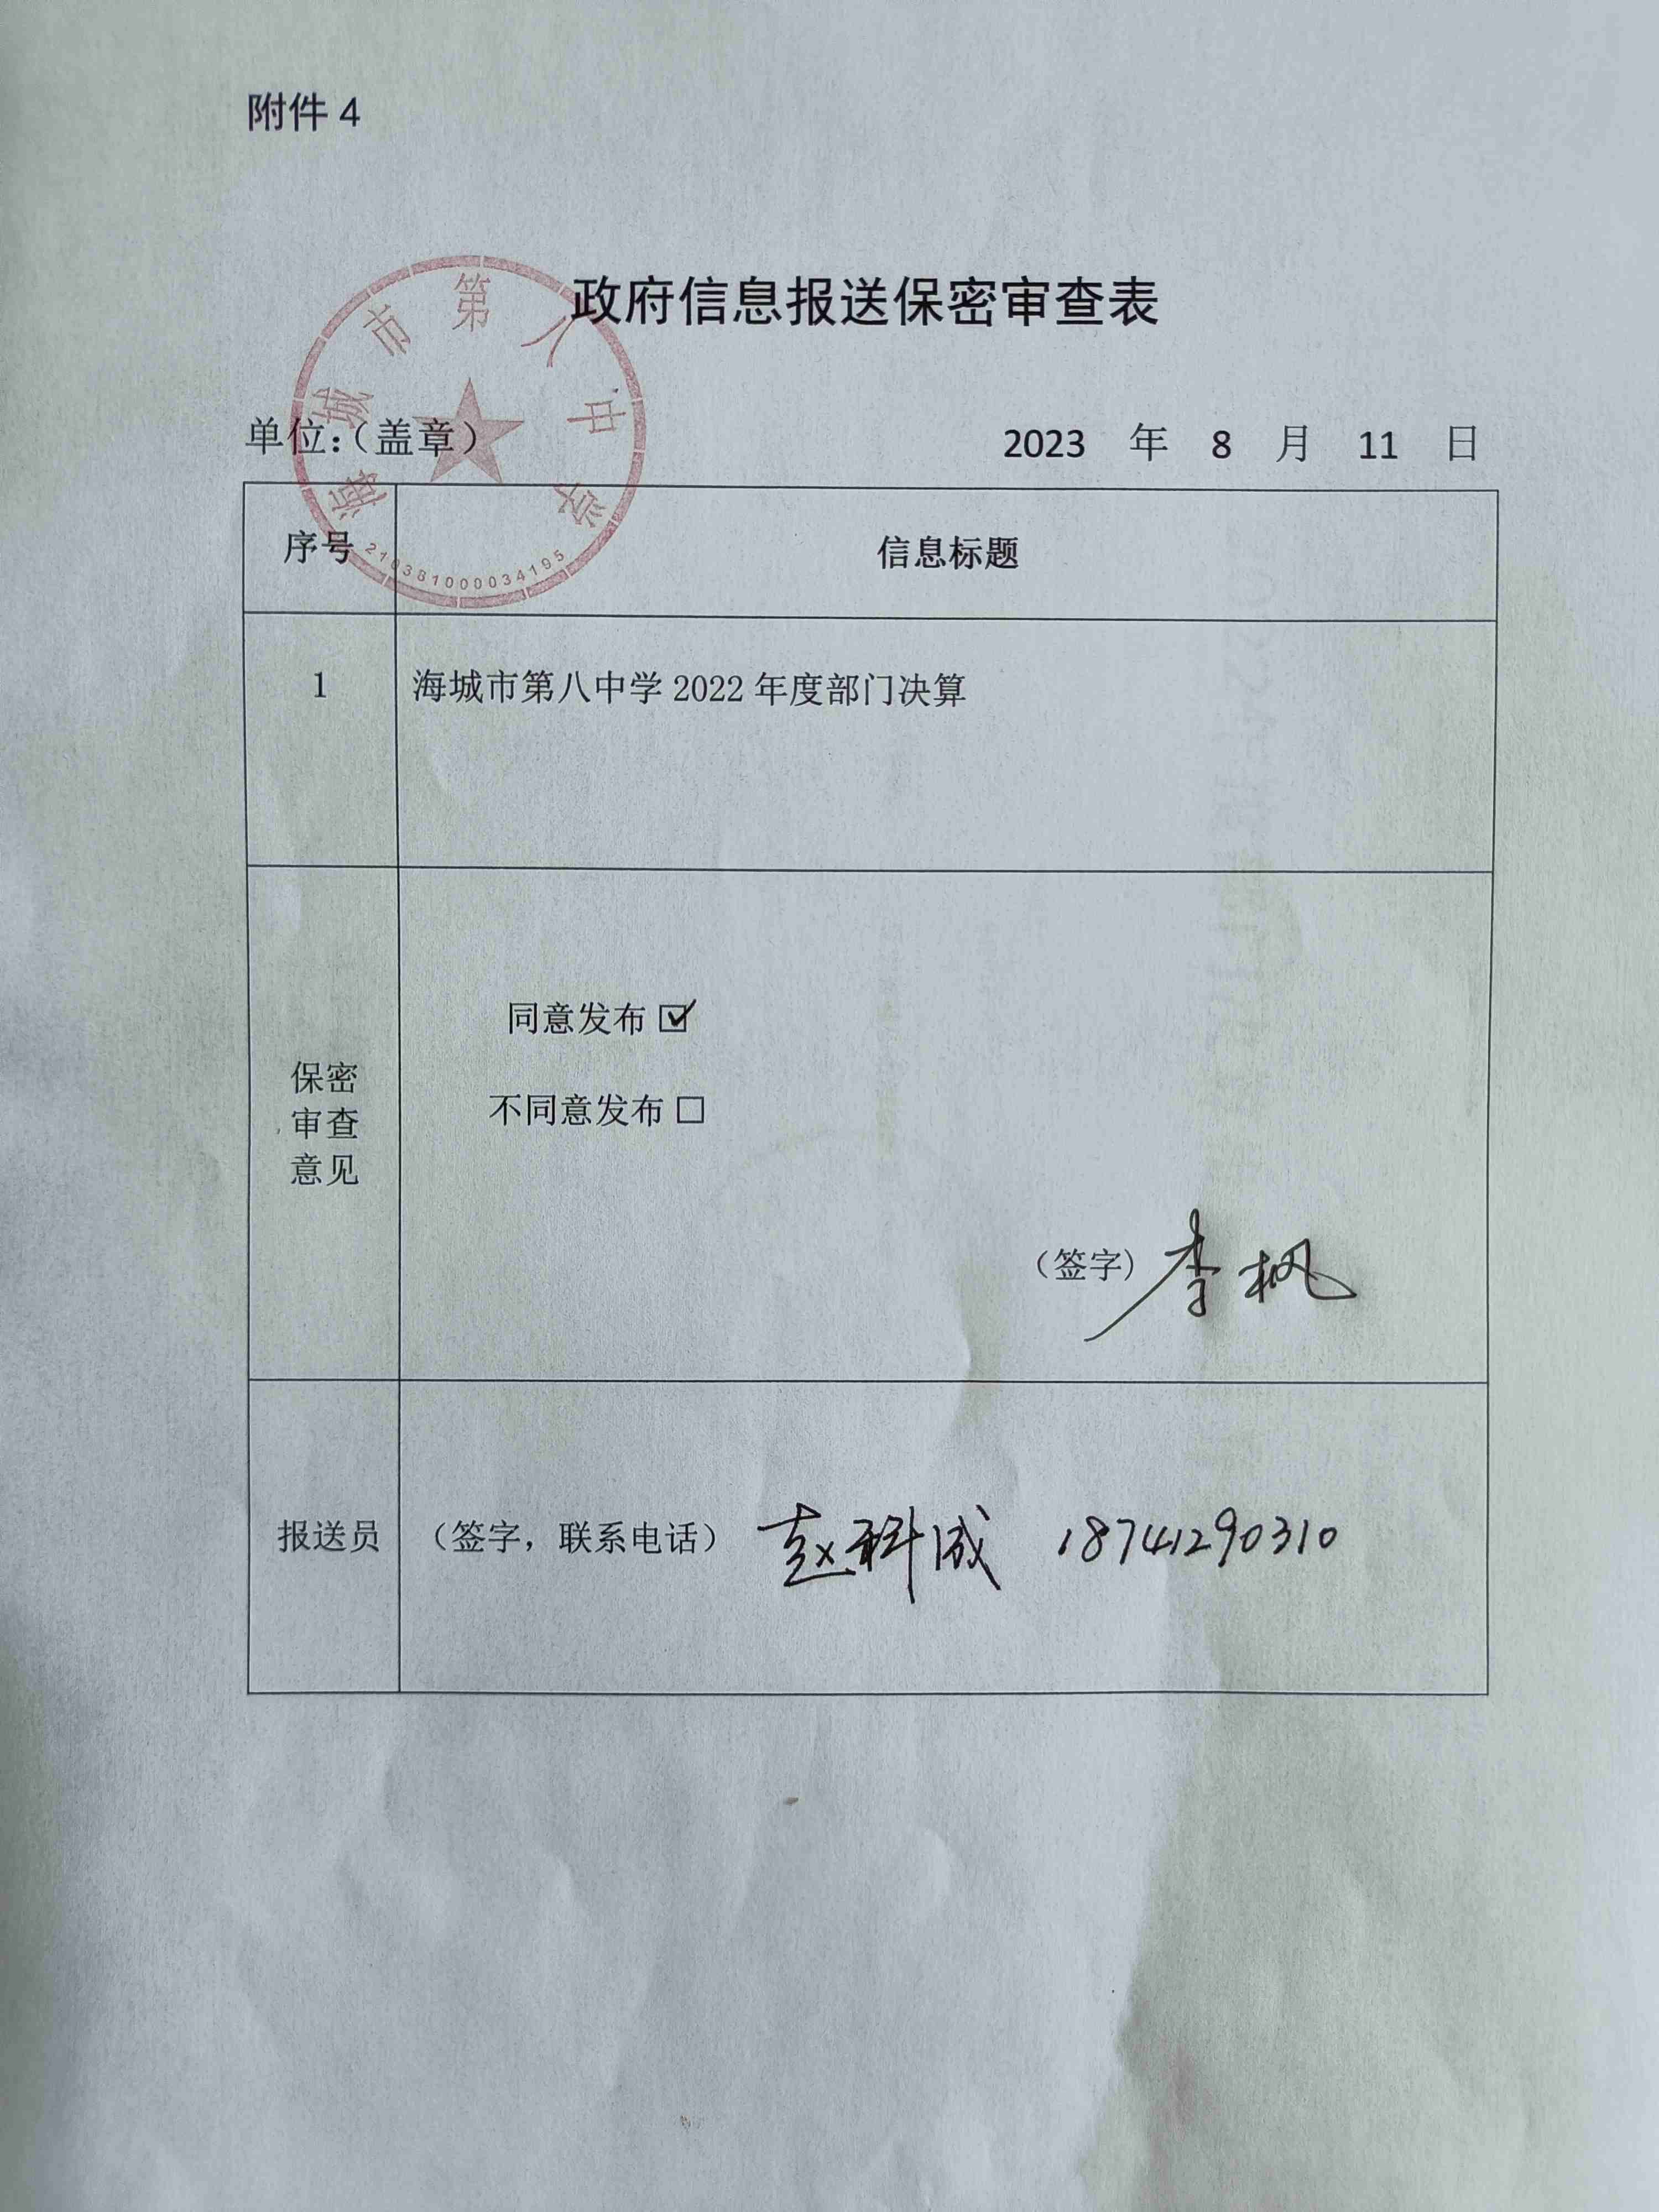 附件 4
政府信息报送保密审查表
海城市第八中学
210381000034195
单位：（盖章）
2023 年 8 月 11 日
序号 信息标题
1 海城市第八中学 2022 年度部门决算
同意发布 ☑
不同意发布 □
保密
审查
意见
（签字） 李枫
报送员 （签字，联系电话） 赵科成 18741290310